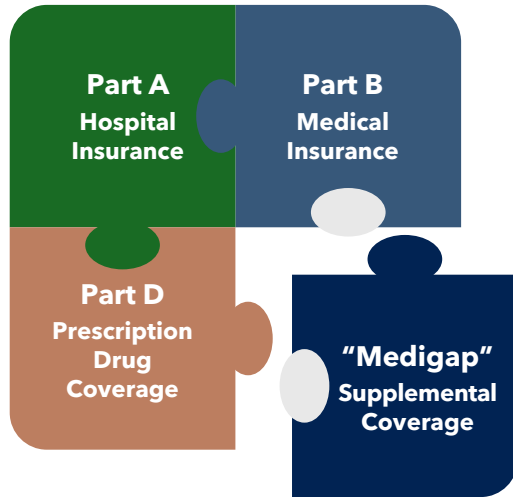 Part A
Hospital
Insurance
Part B
Medical
Insurance
Part D
Prescription
Drug
Coverage
“Medigap”
Supplemental
Coverage